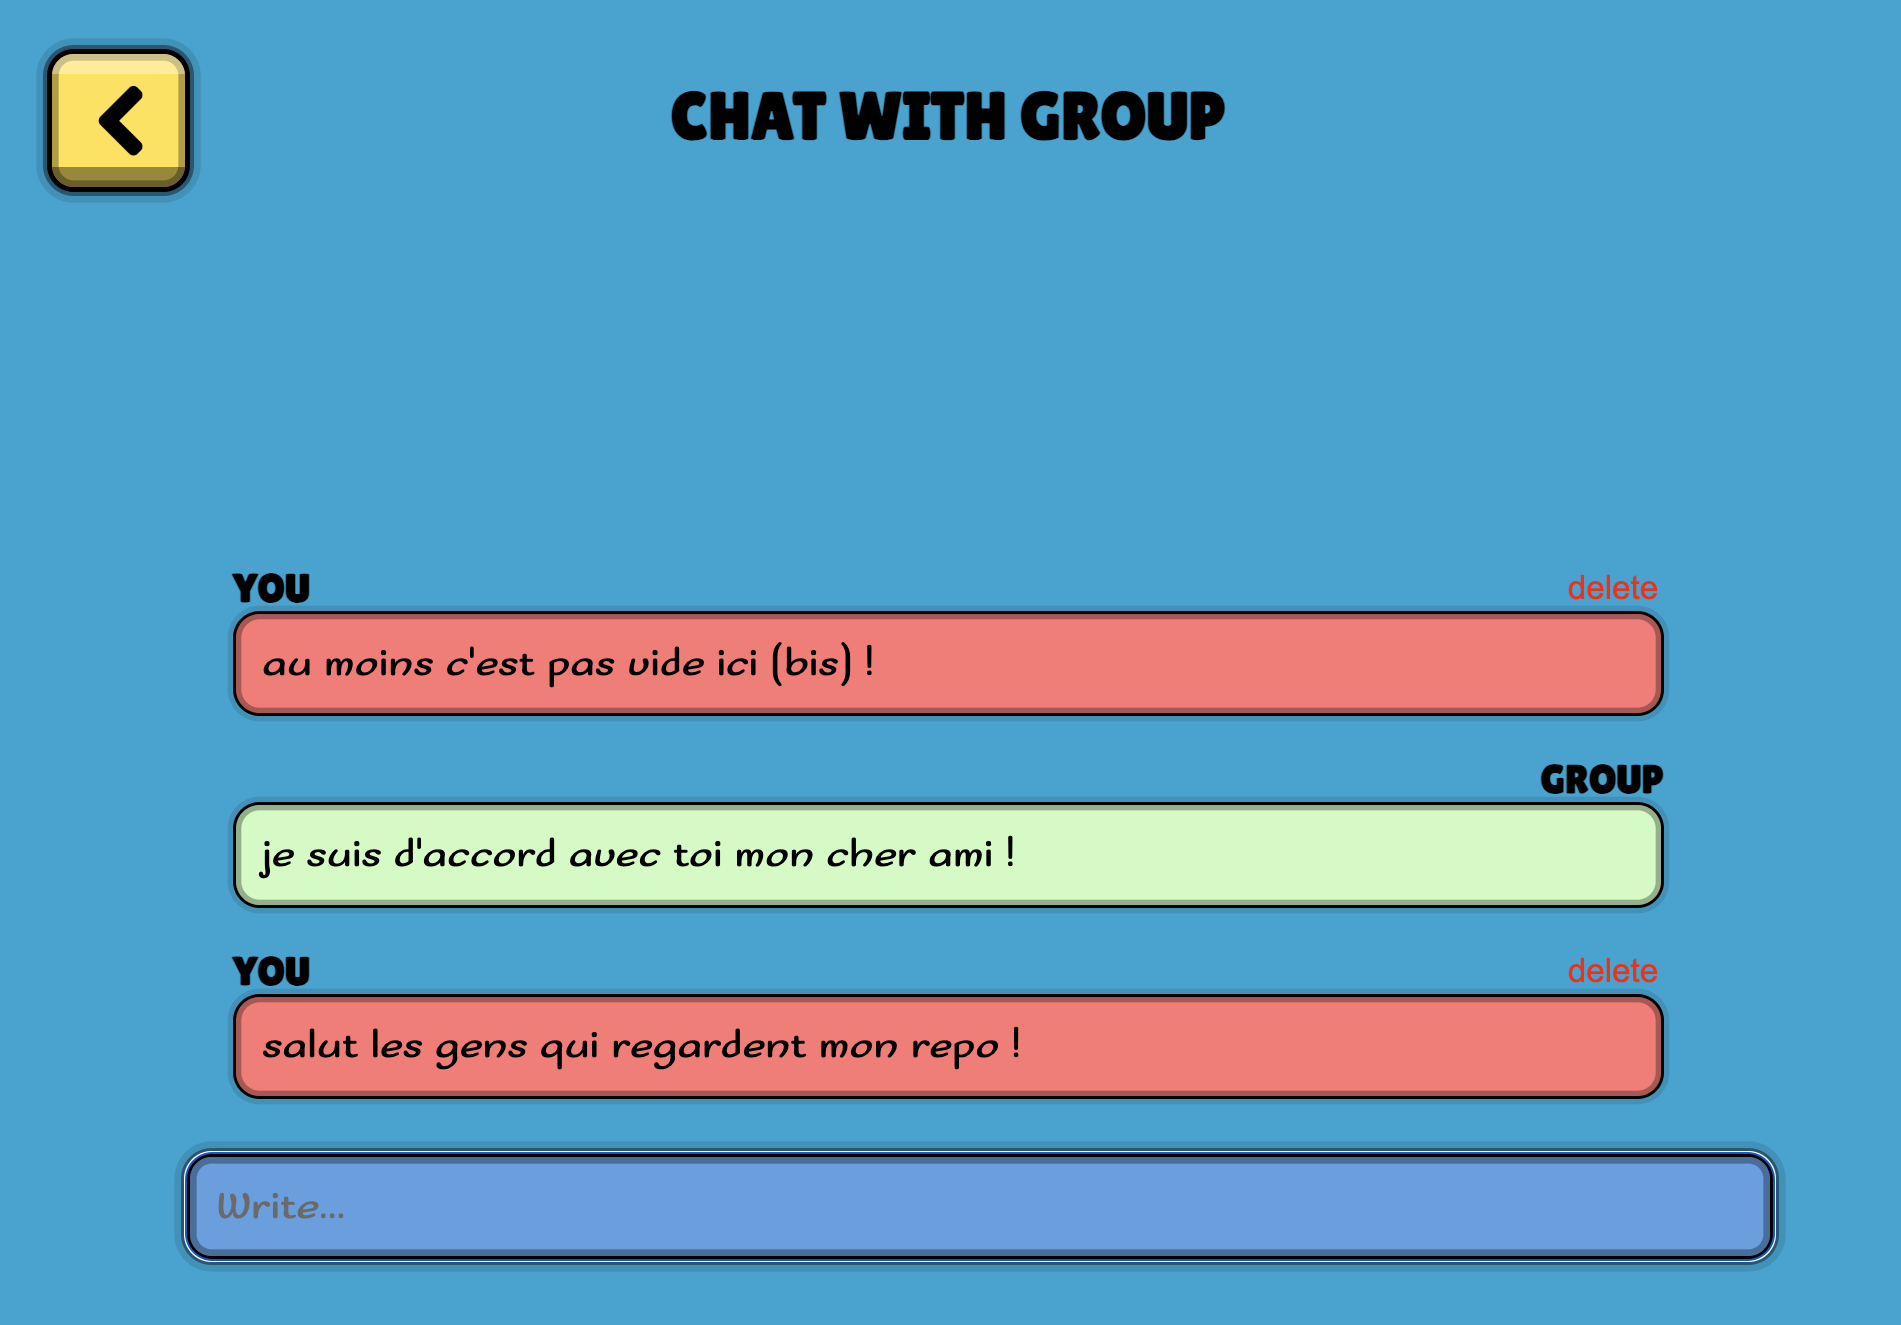 CHAT WITH GROUP
YOU
delete
au moins c'est pas vide ici (bis) !
GROUP
je suis d'accord avec toi mon cher ami !
YOU
delete
salut les gens qui regardent mon repo !
Write...